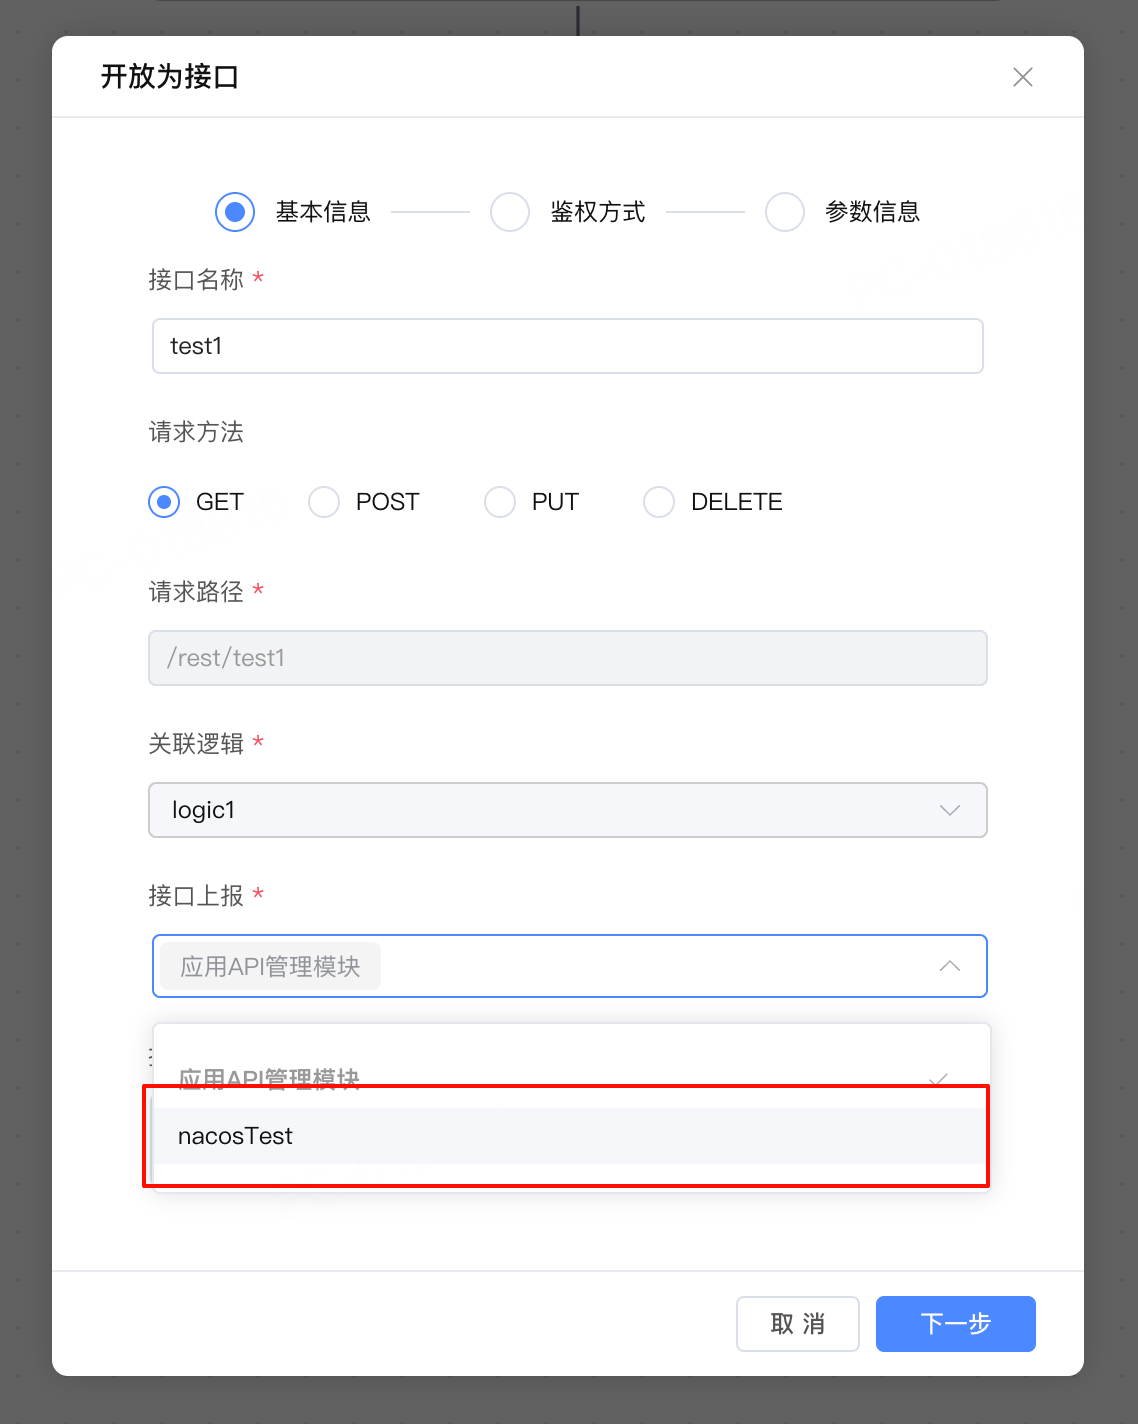 开放为接口
基本信息 鉴权方式 参数信息
接口名称 *
test1
请求方法
GET POST PUT DELETE
请求路径 *
/rest/test1
关联逻辑 *
logic1
接口上报 *
应用API管理模块
应用API管理模块
nacosTest
取 消 下一步